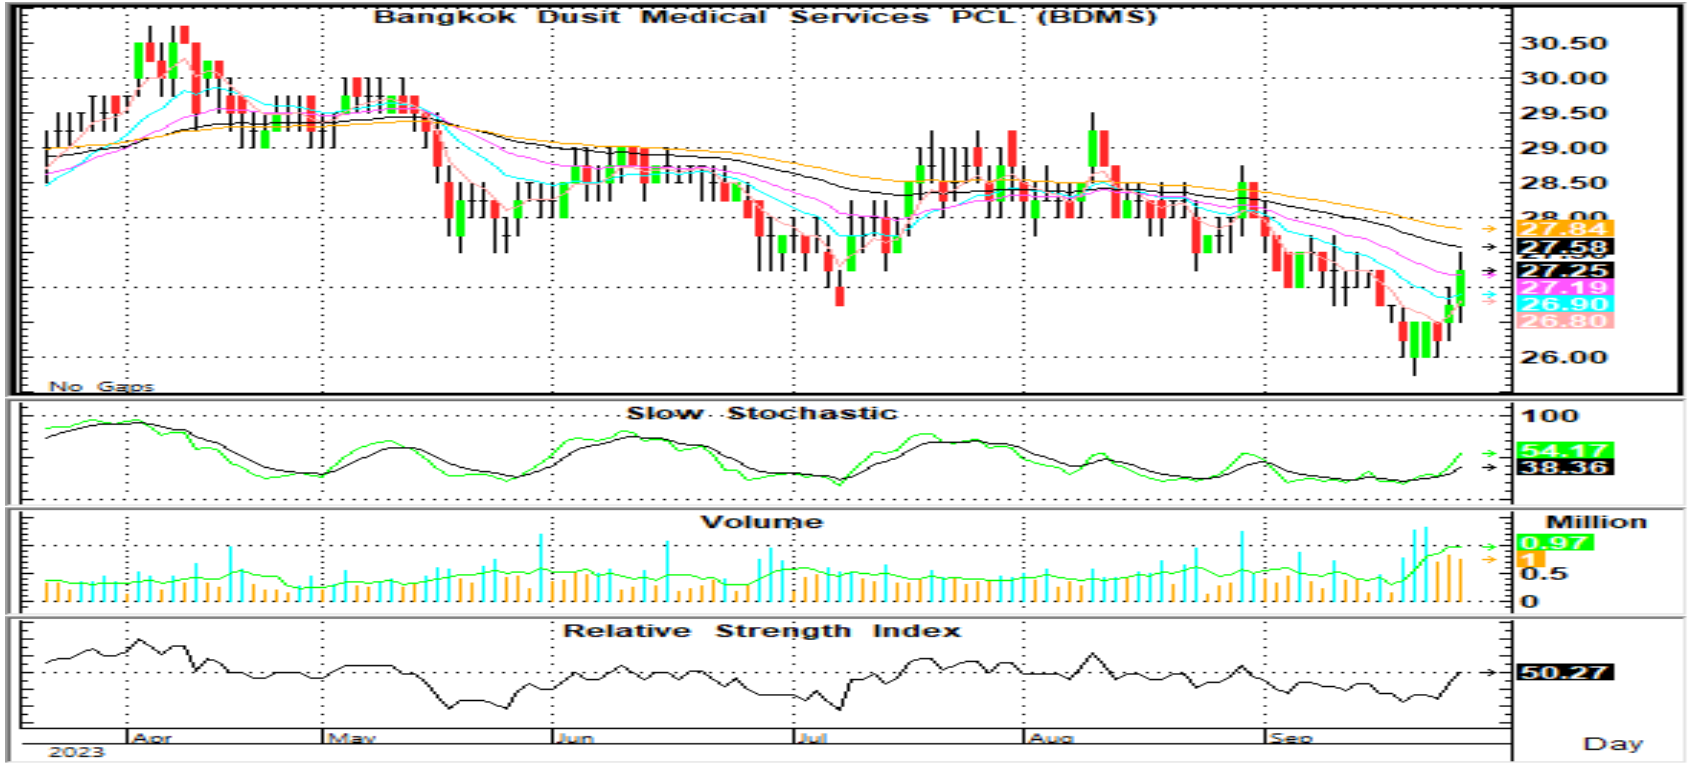 Bangkok Dusit Medical Services PCL (BDMS)
30.50
30.00
29.50
29.00
28.50
28.00
27.84
27.58
27.50
27.25
27.19
26.90
26.80
26.00
No Gaps
Slow Stochastic
100
54.17
38.36
Volume
Million
0.97
1
0.5
0
Relative Strength Index
50.27
Apr May Jun Jul Aug Sep
2023
Day